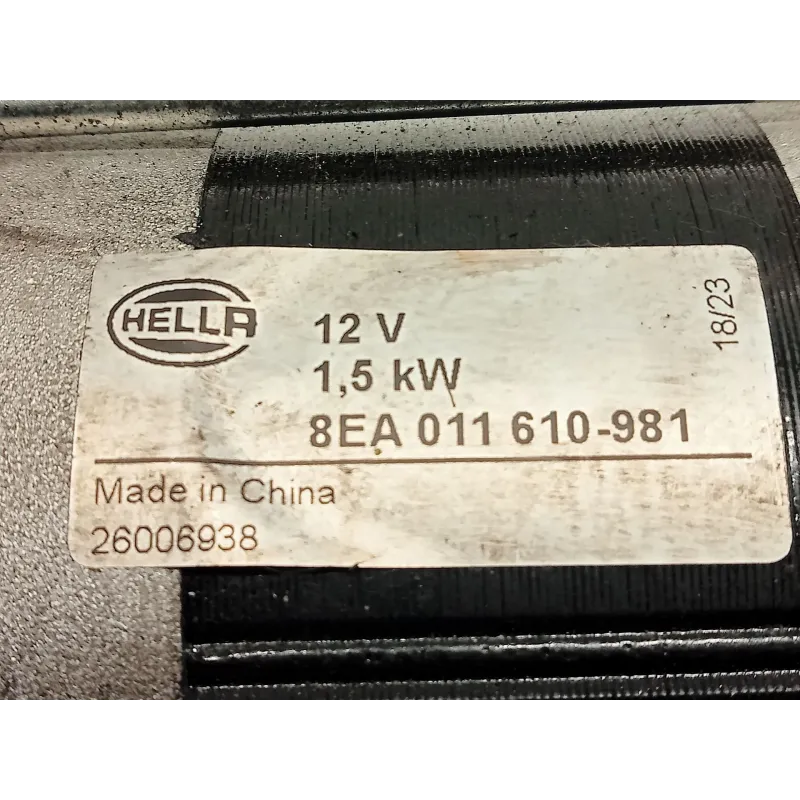 HELLA
12 V
1,5 kW
8EA 011 610-981
18/23
Made in China
26006938